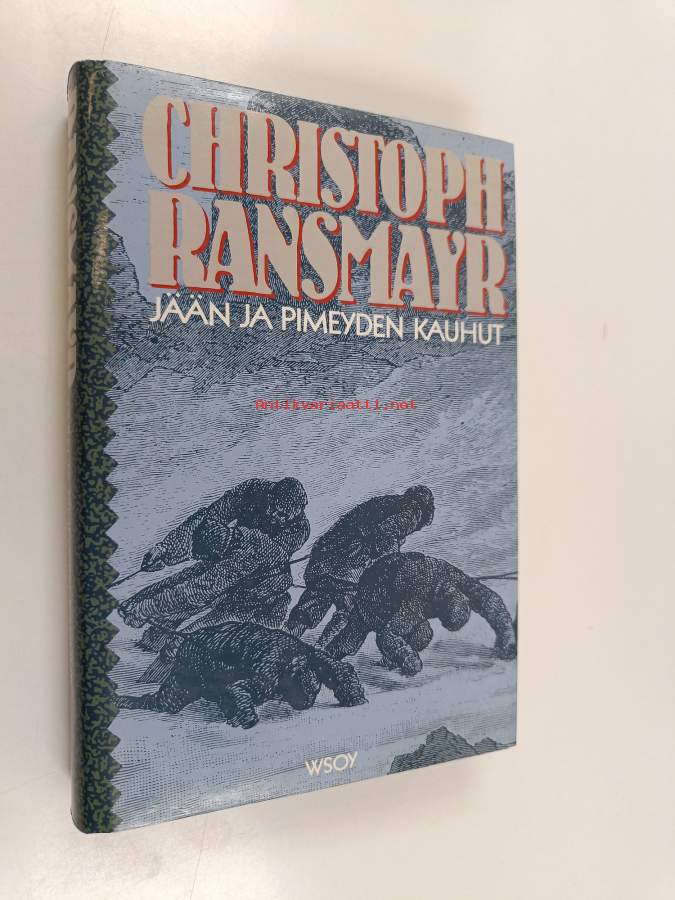 CHRISTOPH
RANSMAYR
JÄÄN JA PIMEYDEN KAUHUT
Antikvariaatti.net
WSOY